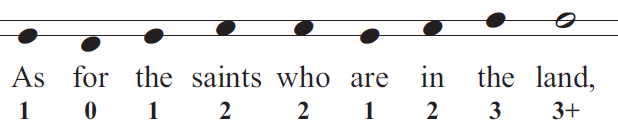 As for the saints who are in the land,
1 0 1 2 2 1 2 3 3+